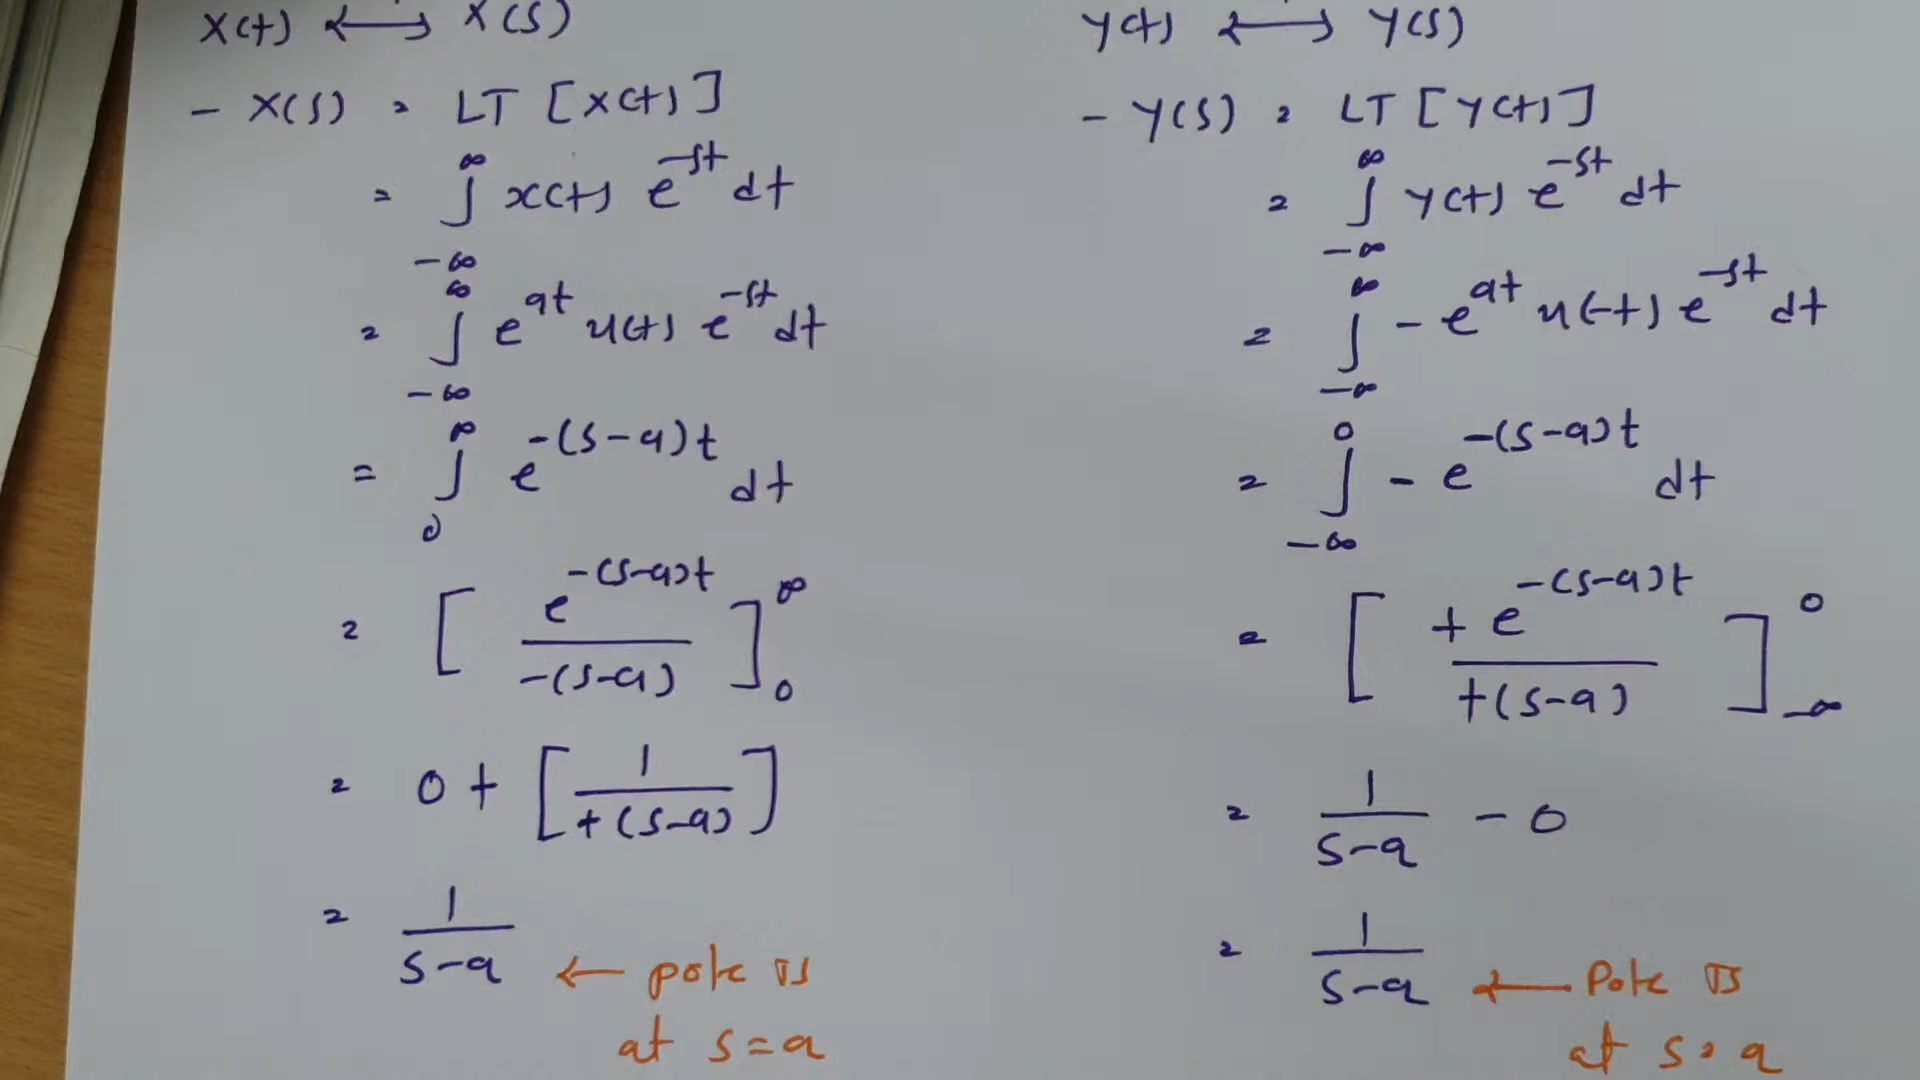 x(t) ⟷ X(s)
- X(s) = LT [x(t)]
= ∫_{-∞}^{∞} x(t) e^{-st} dt
= ∫_{-∞}^{∞} e^{at} u(t) e^{-st} dt
= ∫_{0}^{∞} e^{-(s-a)t} dt
= [ e^{-(s-a)t} / -(s-a) ]_{0}^{∞}
= 0 + [ 1 / +(s-a) ]
= 1 / s-a ← pole is
at s=a
y(t) ⟷ Y(s)
- Y(s) = LT [y(t)]
= ∫_{-∞}^{∞} y(t) e^{-st} dt
= ∫_{-∞}^{∞} - e^{at} u(-t) e^{-st} dt
= ∫_{-∞}^{0} - e^{-(s-a)t} dt
= [ + e^{-(s-a)t} / +(s-a) ]_{-∞}^{0}
= 1 / s-a - 0
= 1 / s-a ← Pole is
at s=a